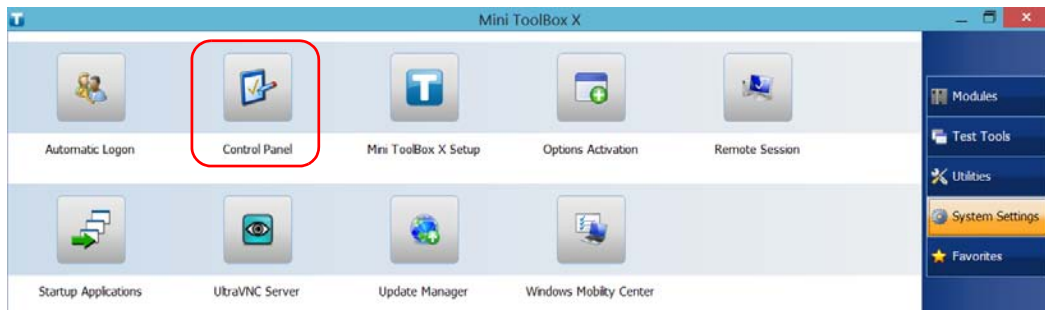 Mini ToolBox X
Automatic Logon
Control Panel
Mini ToolBox X Setup
Options Activation
Remote Session
Startup Applications
UltraVNC Server
Update Manager
Windows Mobility Center
Modules
Test Tools
Utilities
System Settings
Favorites